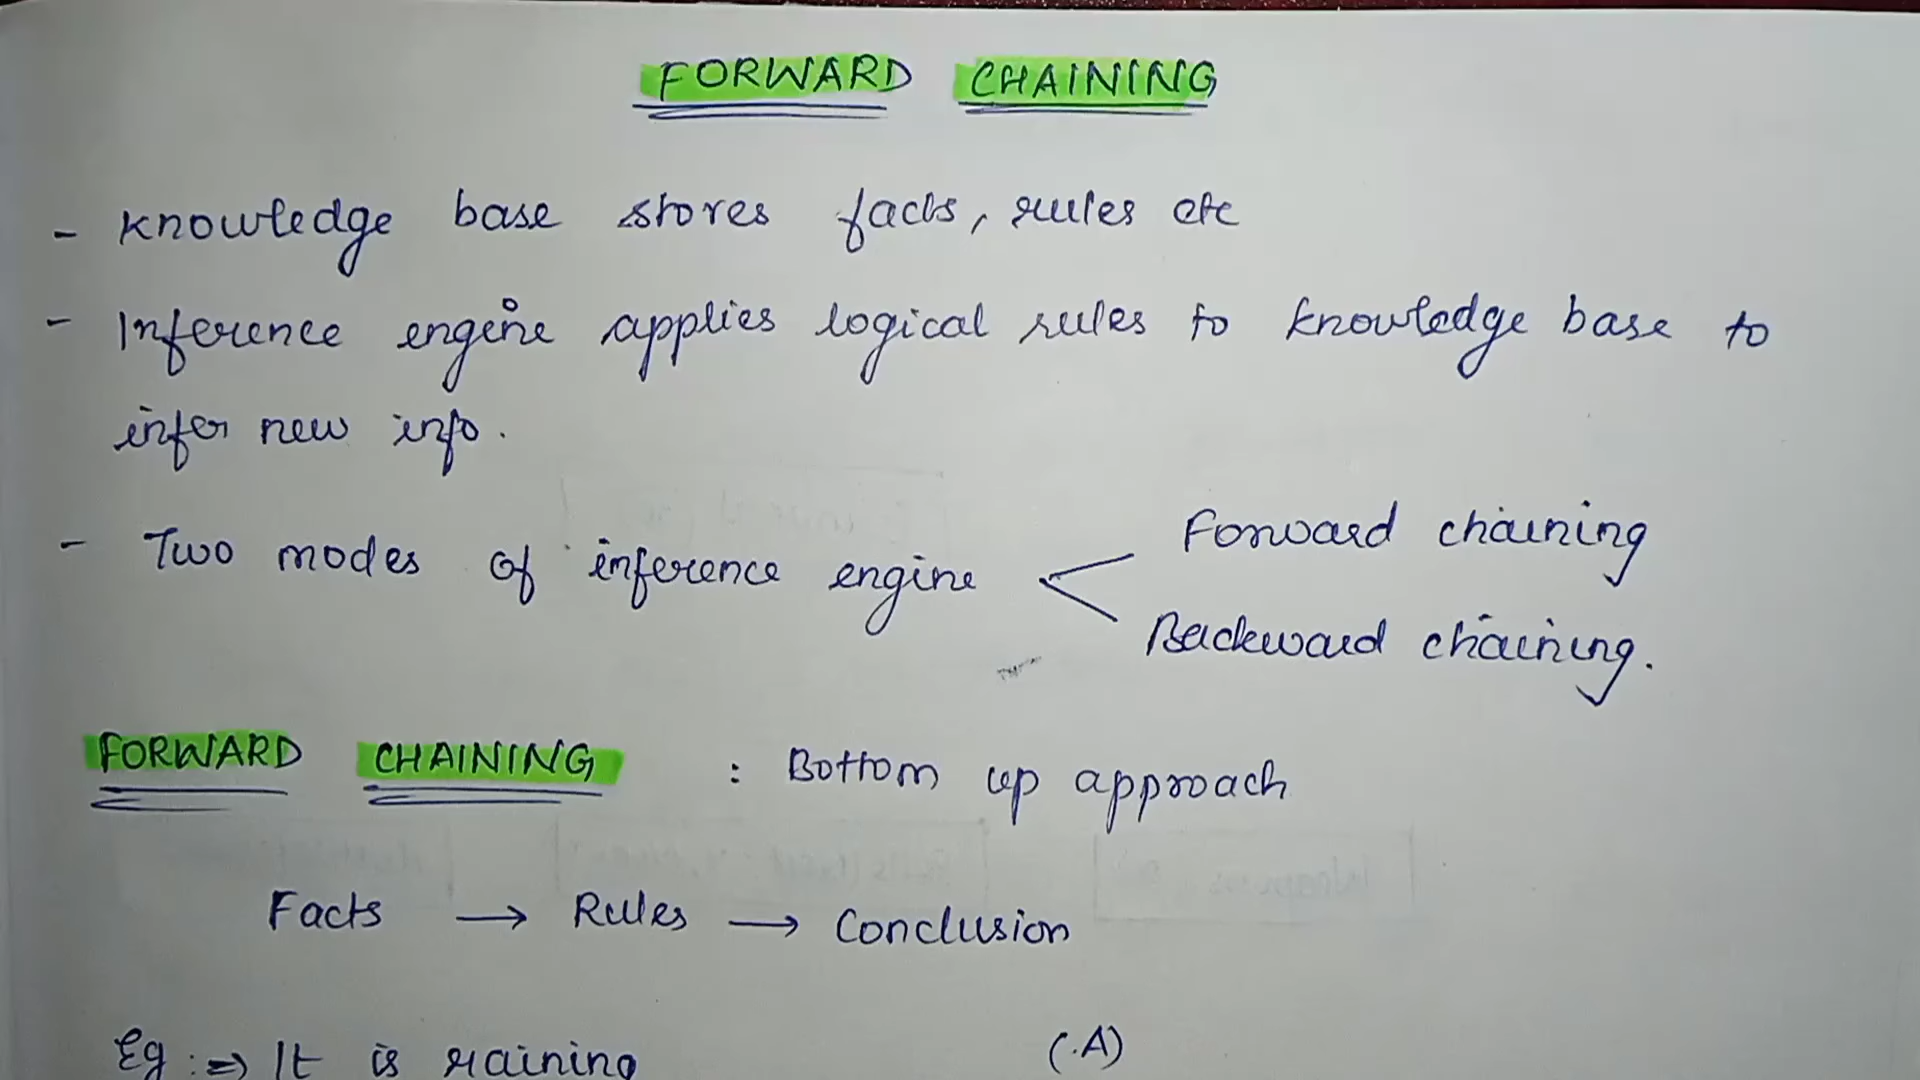 FORWARD CHAINING
- Knowledge base stores facts, rules etc
- Inference engine applies logical rules to knowledge base to
infer new info.
- Two modes of inference engine < Forward chaining
Backward chaining.
FORWARD CHAINING : Bottom up approach
Facts → Rules → Conclusion
Eg :⇒ It is raining (A)